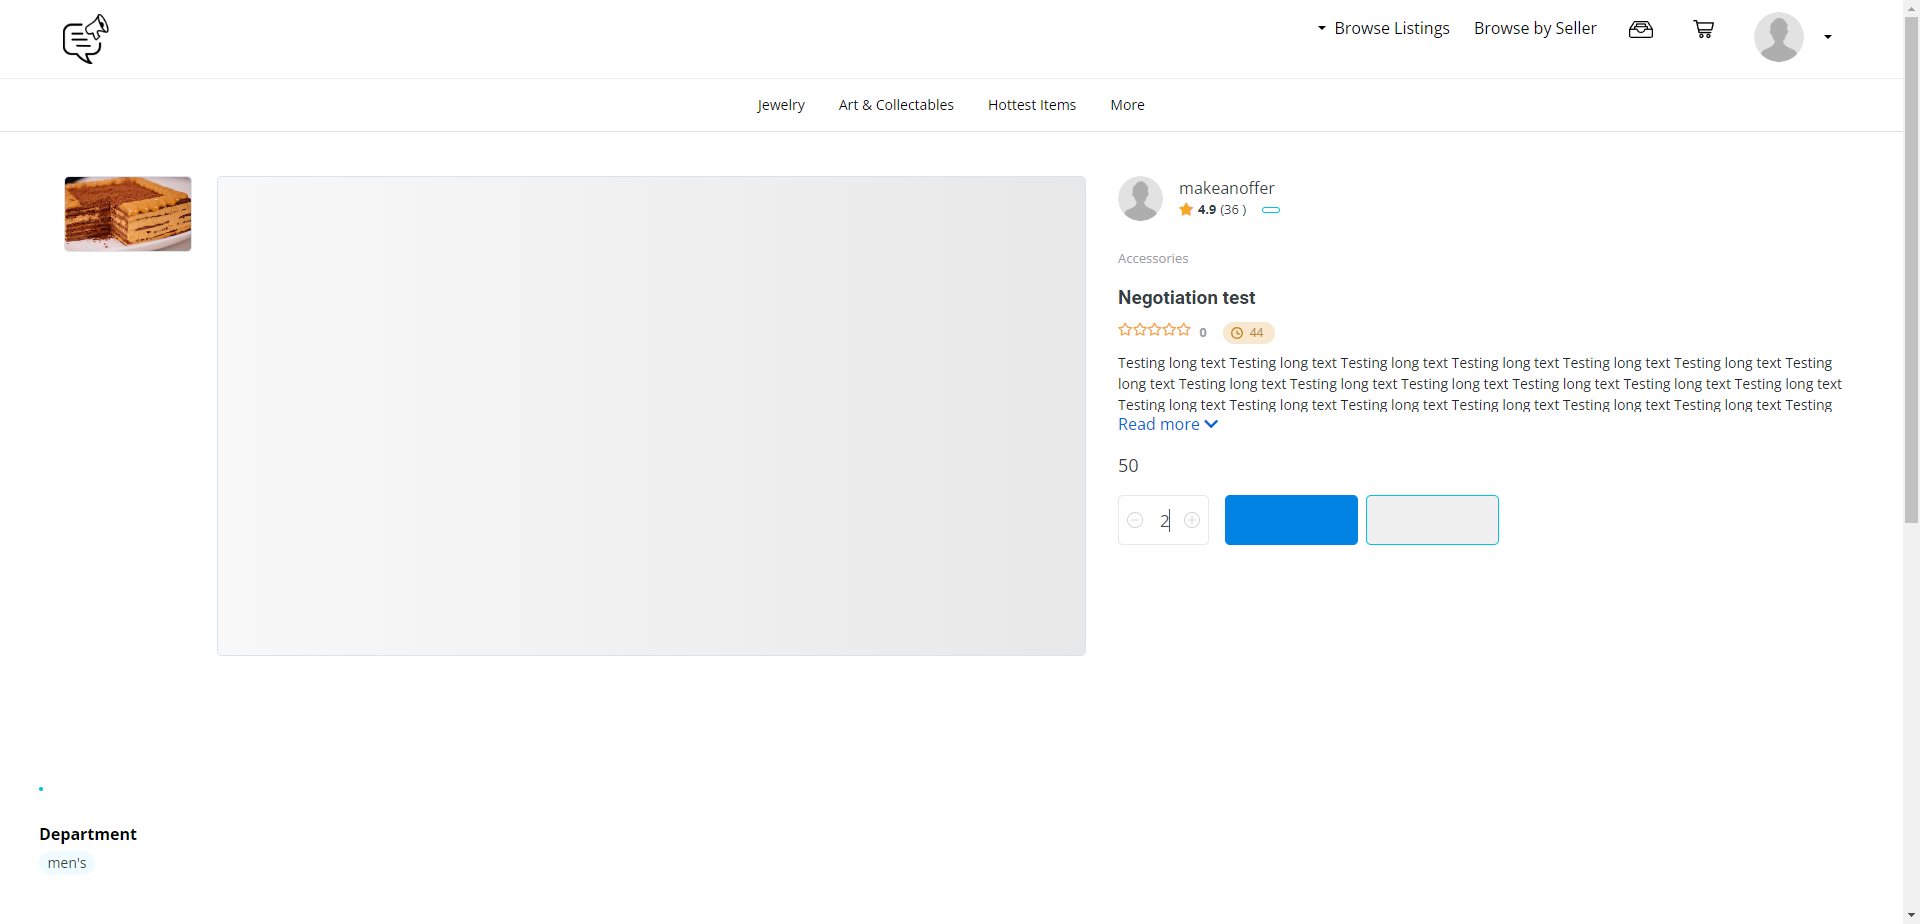 Browse Listings
Browse by Seller
Jewelry
Art & Collectables
Hottest Items
More
makeanoffer
4.9 (36 )
Accessories
Negotiation test
0
44
Testing long text Testing long text Testing long text Testing long text Testing long text Testing long text Testing
long text Testing long text Testing long text Testing long text Testing long text Testing long text Testing long text
Testing long text Testing long text Testing long text Testing long text Testing long text Testing long text Testing
Read more
50
2
Department
men's